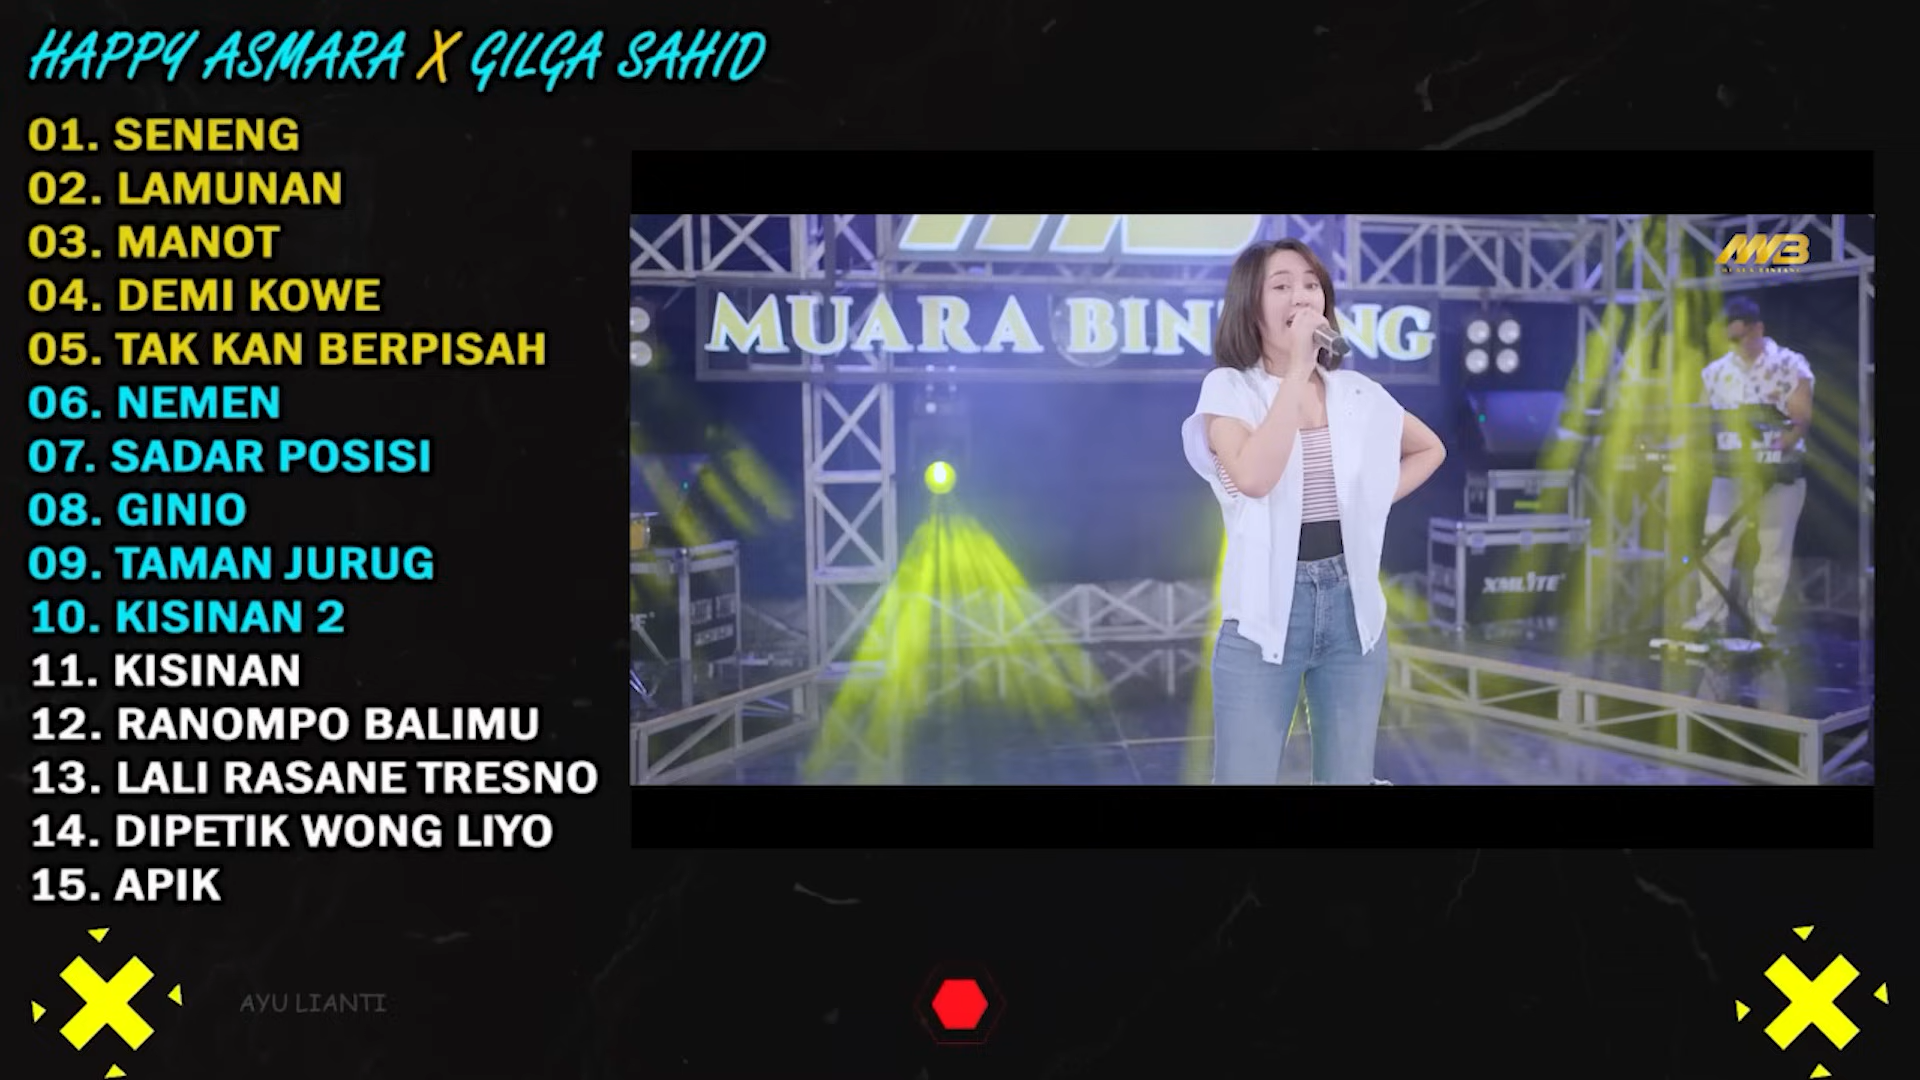 HAPPY ASMARA X GILGA SAHID
01. SENENG
02. LAMUNAN
03. MANOT
04. DEMI KOWE
05. TAK KAN BERPISAH
06. NEMEN
07. SADAR POSISI
08. GINIO
09. TAMAN JURUG
10. KISINAN 2
11. KISINAN
12. RANOMPO BALIMU
13. LALI RASANE TRESNO
14. DIPETIK WONG LIYO
15. APIK
MB
MUARA BIN NG
XMLITE
AYU LIANTI